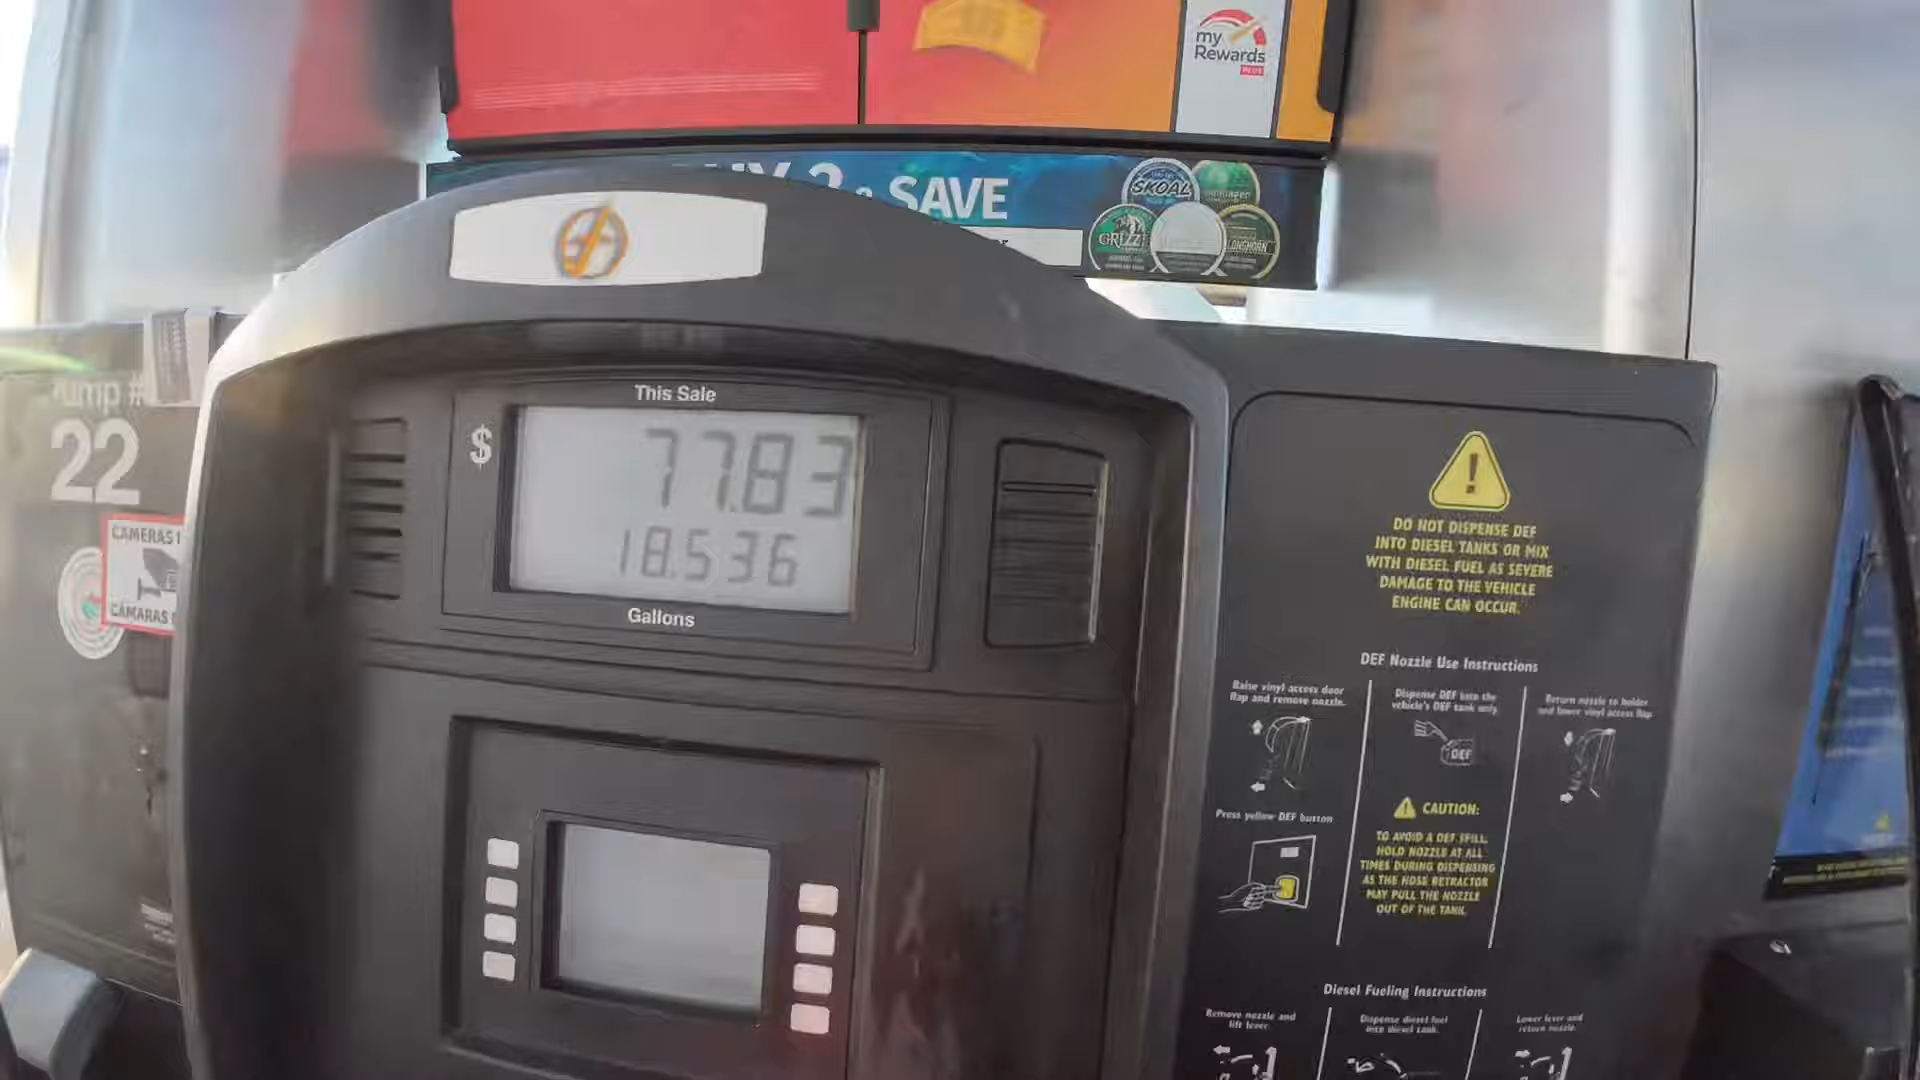 my
Rewards
PLUS
SAVE
SKOAL
LONGHORN
22
CAMERAS
CÁMARAS
This Sale
$
77.83
18.536
Gallons
DO NOT DISPENSE DEF
INTO DIESEL TANKS OR MIX
WITH DIESEL FUEL AS SEVERE
DAMAGE TO THE VEHICLE
ENGINE CAN OCCUR.
DEF Nozzle Use Instructions
Raise vinyl access door
flap and remove nozzle.
Dispense DEF into the
vehicle's DEF tank only.
DEF
Return nozzle to holder
and lower vinyl access flap
Press yellow DEF button
CAUTION:
TO AVOID A DEF SPILL
HOLD NOZZLE AT ALL
TIMES DURING DISPENSING
AS THE HOSE RETRACTOR
MAY PULL THE NOZZLE
OUT OF THE TANK.
Diesel Fueling Instructions
Remove nozzle and
lift lever.
Dispense diesel fuel
into diesel tank.
Lower lever and
return nozzle.